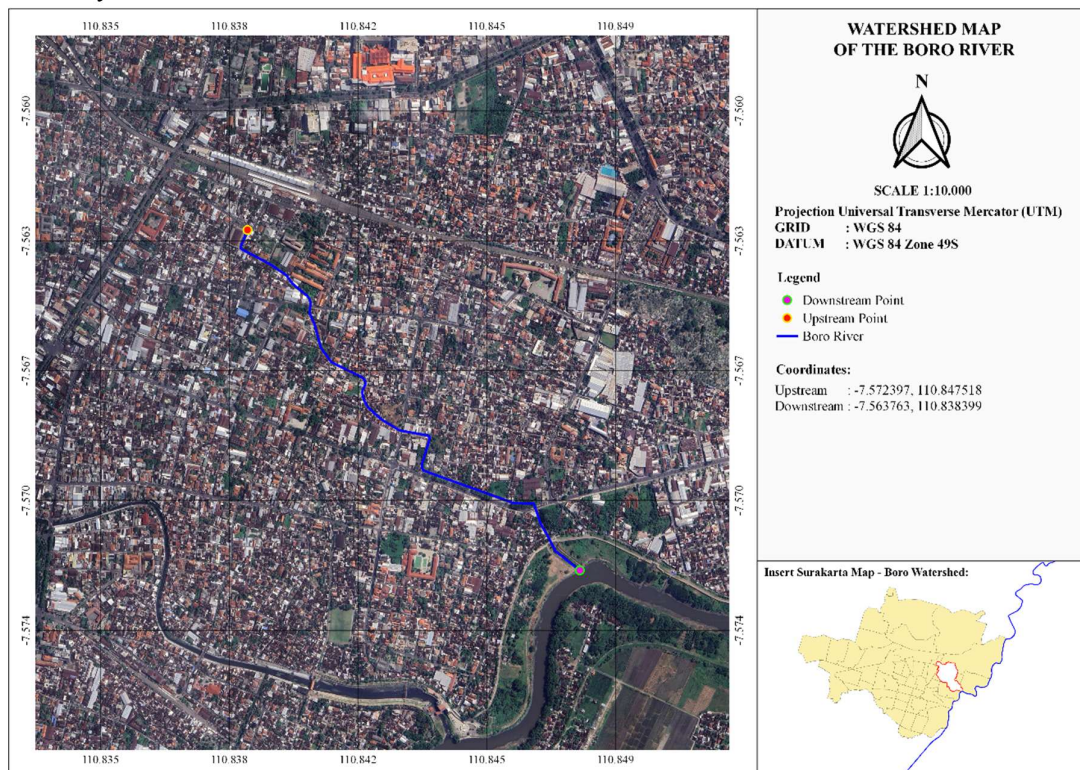 110.835 110.838 110.842 110.845 110.849
-7.560 -7.560
-7.563 -7.563
-7.567 -7.567
-7.570 -7.570
-7.574 -7.574
110.835 110.838 110.842 110.845 110.849
WATERSHED MAP
OF THE BORO RIVER
N
SCALE 1:10.000
Projection Universal Transverse Mercator (UTM)
GRID : WGS 84
DATUM : WGS 84 Zone 49S
Legend
Downstream Point
Upstream Point
Boro River
Coordinates:
Upstream : -7.572397, 110.847518
Downstream : -7.563763, 110.838399
Insert Surakarta Map - Boro Watershed: